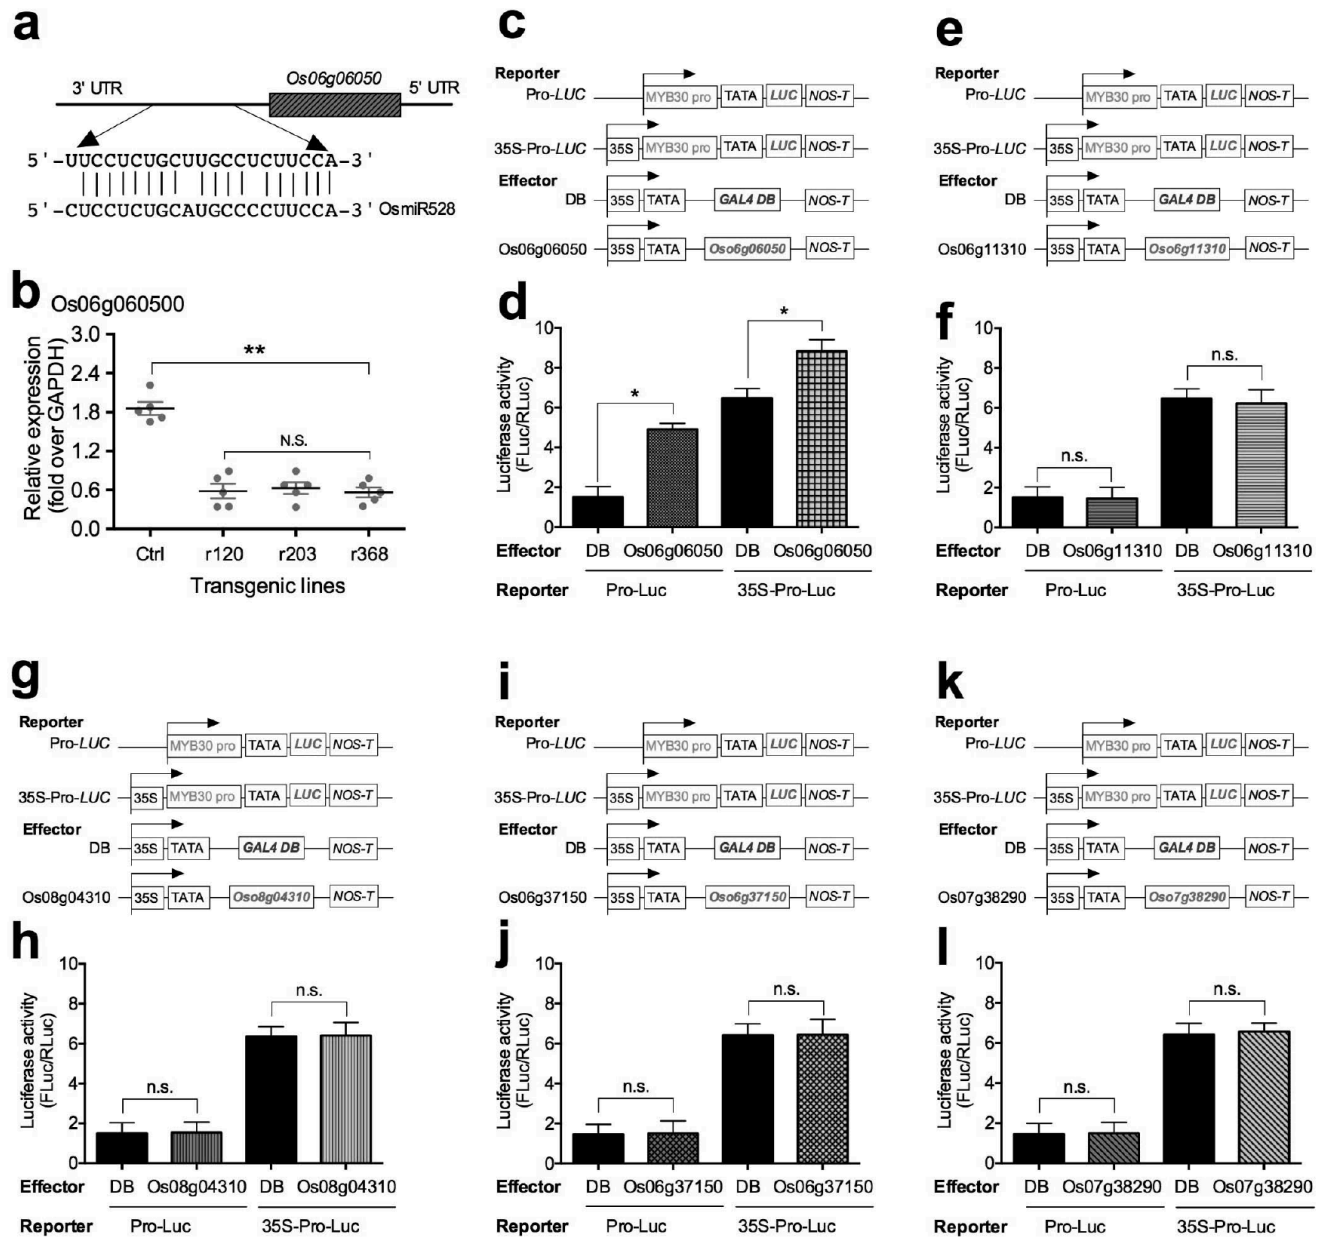 a
3' UTR
Os06g06050
5' UTR
5'-UUCCUCUGCUUGCCUCUUCCA-3'
5'-CUCCUCUGCAUGCCCCUUCCA-3' OsmiR528
b
Os06g060500
Relative expression
(fold over GAPDH)
3.0
2.4
1.8
1.2
0.6
0.0
**
N.S.
Ctrl r120 r203 r368
Transgenic lines
c
Reporter
Pro-LUC MYB30 pro TATA LUC NOS-T
35S-Pro-LUC 35S MYB30 pro TATA LUC NOS-T
Effector
DB 35S TATA GAL4 DB NOS-T
Os06g06050 35S TATA Oso6g06050 NOS-T
d
Luciferase activity
(FLuc/RLuc)
10
8
6
4
2
0
*
*
Effector DB Os06g06050 DB Os06g06050
Reporter Pro-Luc 35S-Pro-Luc
e
Reporter
Pro-LUC MYB30 pro TATA LUC NOS-T
35S-Pro-LUC 35S MYB30 pro TATA LUC NOS-T
Effector
DB 35S TATA GAL4 DB NOS-T
Os06g11310 35S TATA Oso6g11310 NOS-T
f
Luciferase activity
(FLuc/RLuc)
10
8
6
4
2
0
n.s.
n.s.
Effector DB Os06g11310 DB Os06g11310
Reporter Pro-Luc 35S-Pro-Luc
g
Reporter
Pro-LUC MYB30 pro TATA LUC NOS-T
35S-Pro-LUC 35S MYB30 pro TATA LUC NOS-T
Effector
DB 35S TATA GAL4 DB NOS-T
Os08g04310 35S TATA Oso8g04310 NOS-T
h
Luciferase activity
(FLuc/RLuc)
10
8
6
4
2
0
n.s.
n.s.
Effector DB Os08g04310 DB Os08g04310
Reporter Pro-Luc 35S-Pro-Luc
i
Reporter
Pro-LUC MYB30 pro TATA LUC NOS-T
35S-Pro-LUC 35S MYB30 pro TATA LUC NOS-T
Effector
DB 35S TATA GAL4 DB NOS-T
Os06g37150 35S TATA Oso6g37150 NOS-T
j
Luciferase activity
(FLuc/RLuc)
10
8
6
4
2
0
n.s.
n.s.
Effector DB Os06g37150 DB Os06g37150
Reporter Pro-Luc 35S-Pro-Luc
k
Reporter
Pro-LUC MYB30 pro TATA LUC NOS-T
35S-Pro-LUC 35S MYB30 pro TATA LUC NOS-T
Effector
DB 35S TATA GAL4 DB NOS-T
Os07g38290 35S TATA Oso7g38290 NOS-T
l
Luciferase activity
(FLuc/RLuc)
10
8
6
4
2
0
n.s.
n.s.
Effector DB Os07g38290 DB Os07g38290
Reporter Pro-Luc 35S-Pro-Luc